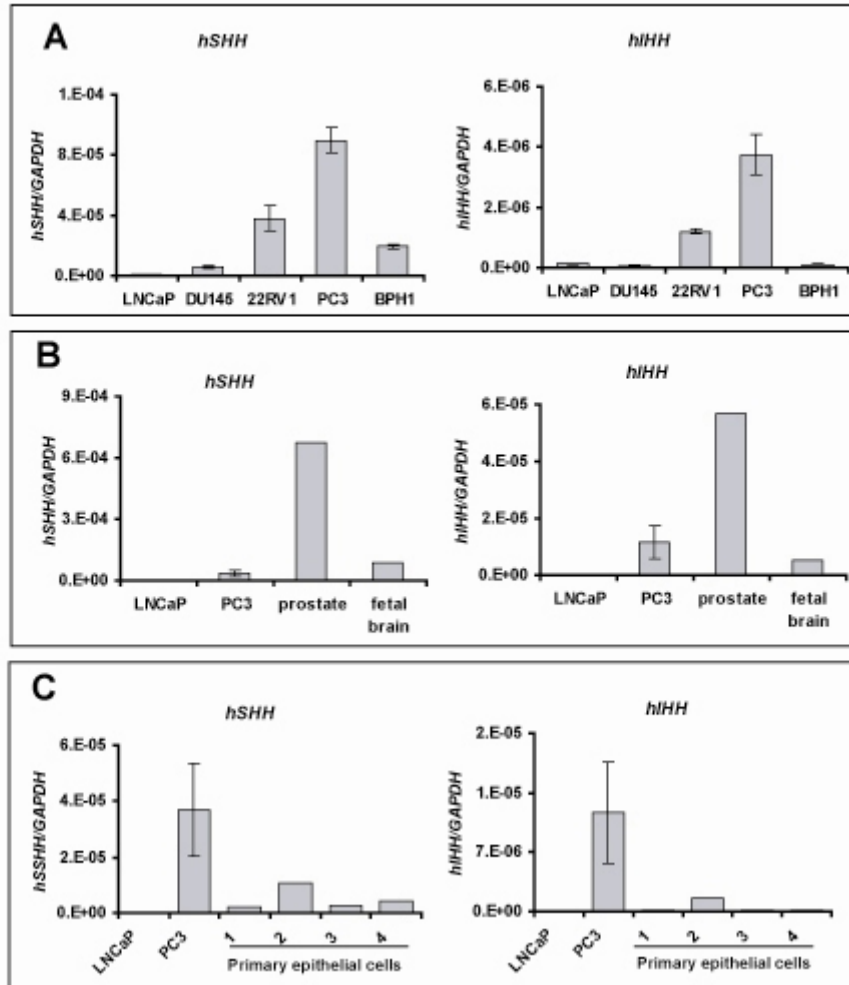 A
hSHH
hIHH
hSHH/GAPDH
1.E-04
8.E-05
4.E-05
0.E+00
LNCaP DU145 22RV1 PC3 BPH1
hIHH/GAPDH
6.E-06
4.E-06
2.E-06
0.E+00
LNCaP DU145 22RV1 PC3 BPH1
B
hSHH
hIHH
hSHH/GAPDH
9.E-04
6.E-04
3.E-04
0.E+00
LNCaP PC3 prostate fetal
brain
hIHH/GAPDH
6.E-05
4.E-05
2.E-05
0.E+00
LNCaP PC3 prostate fetal
brain
C
hSHH
hIHH
hSSHH/GAPDH
6.E-05
4.E-05
2.E-05
0.E+00
LNCaP PC3 1 2 3 4
Primary epithelial cells
hIHH/GAPDH
2.E-05
1.E-05
7.E-06
0.E+00
LNCaP PC3 1 2 3 4
Primary epithelial cells